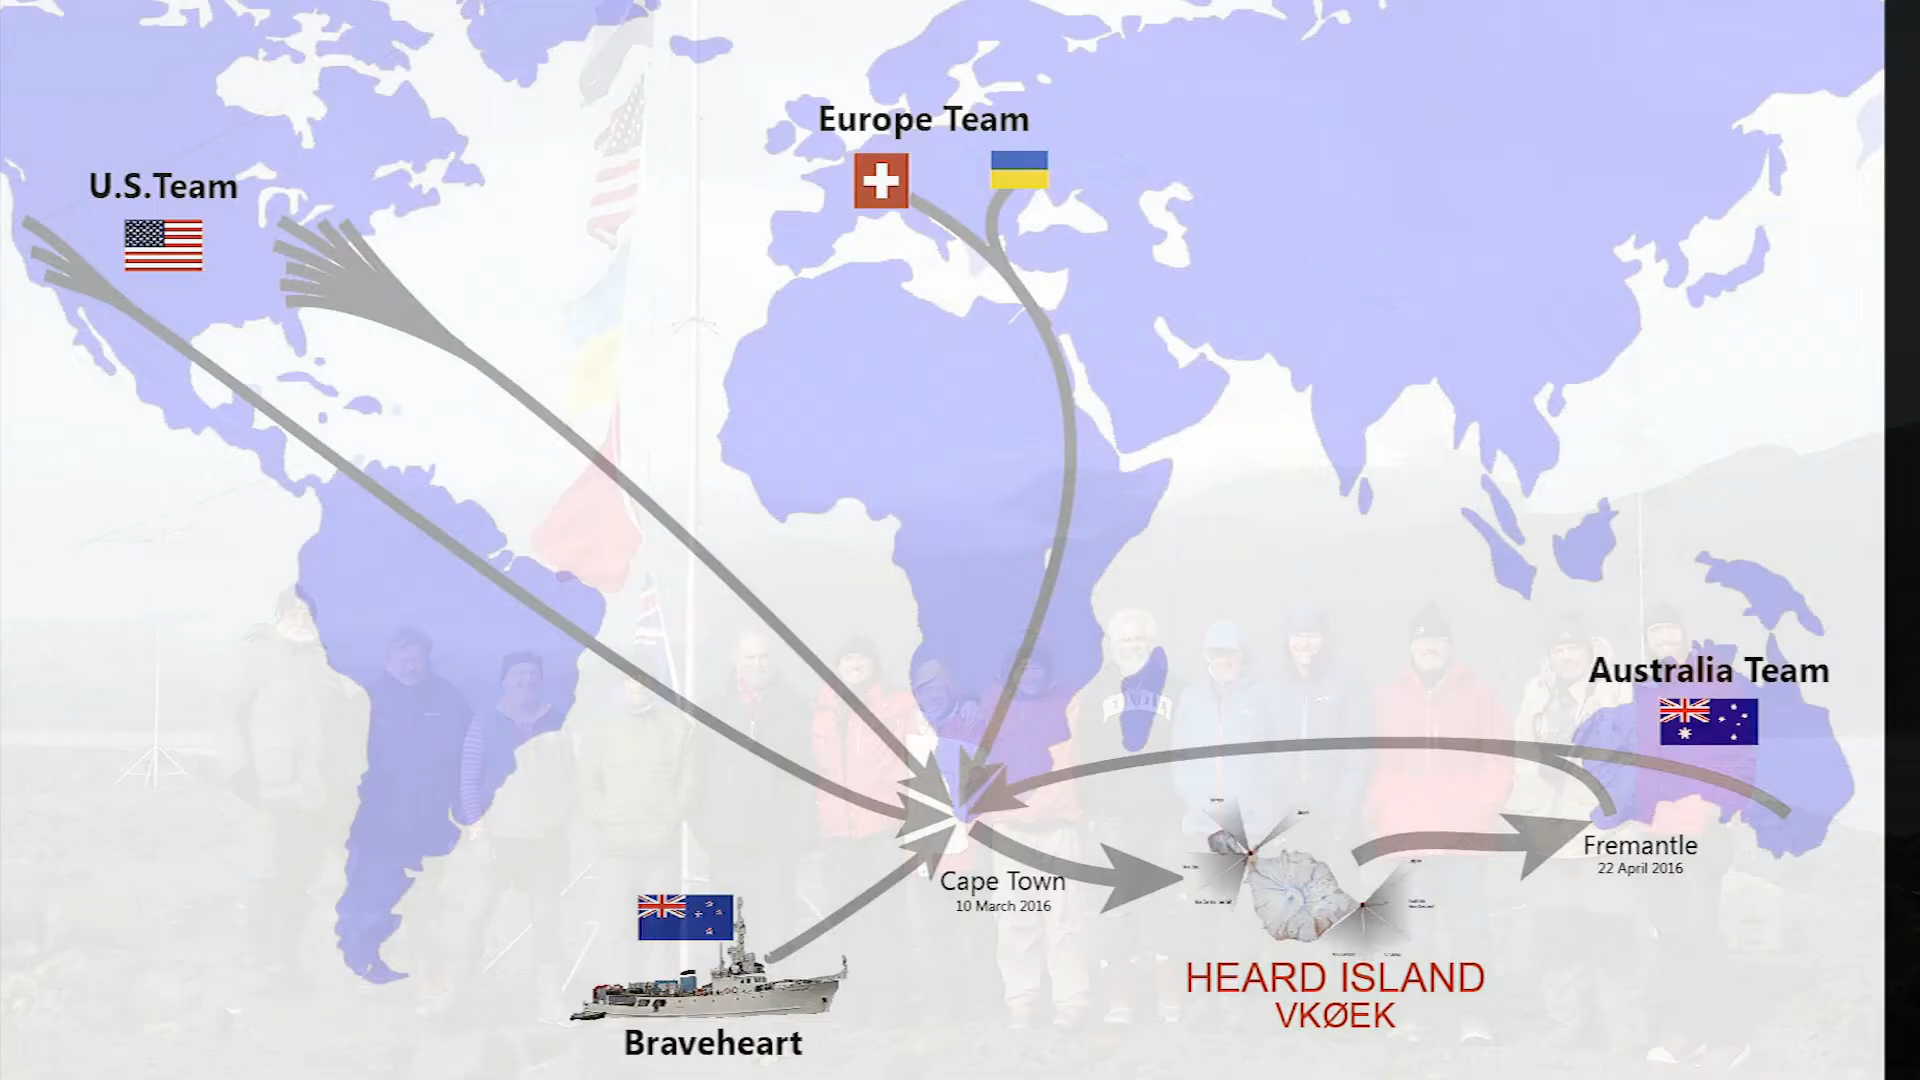 Europe Team
U.S.Team
Australia Team
Fremantle
22 April 2016
Cape Town
10 March 2016
HEARD ISLAND
VKØEK
Braveheart